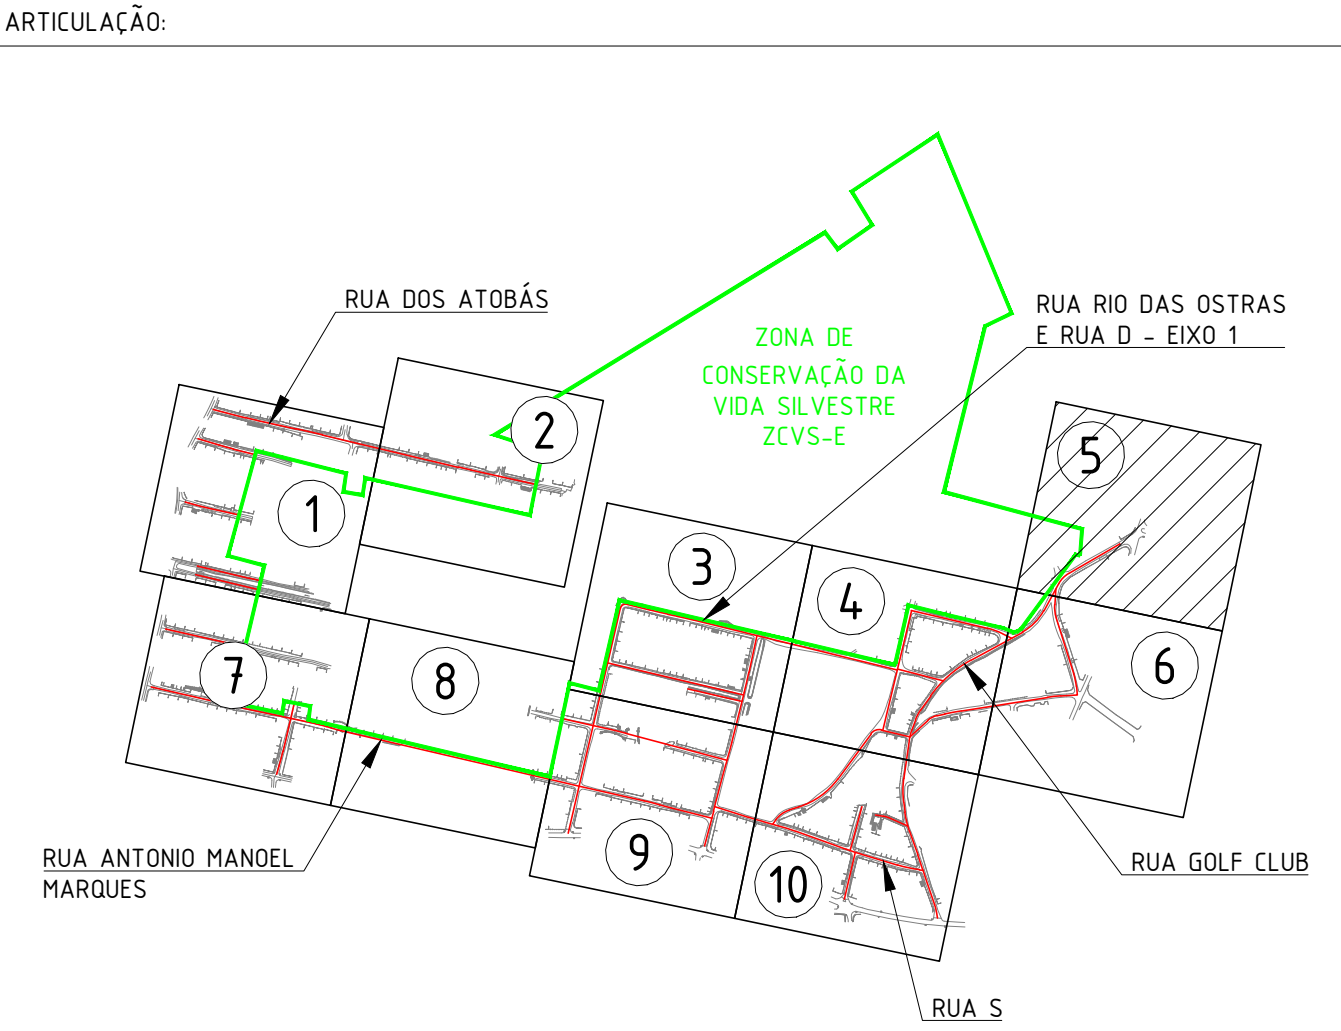 ARTICULAÇÃO:
RUA DOS ATOBÁS
RUA RIO DAS OSTRAS
E RUA D - EIXO 1
ZONA DE
CONSERVAÇÃO DA
VIDA SILVESTRE
ZCVS-E
2
5
1
3
4
6
7
8
9
10
RUA ANTONIO MANOEL
MARQUES
RUA GOLF CLUB
RUA S